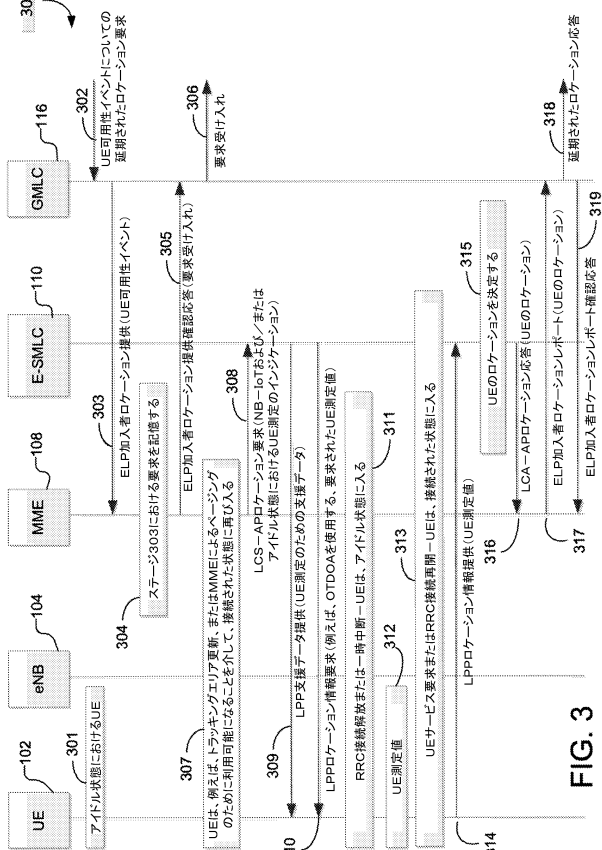 UE
102
eNB
104
MME
108
E-SMLC
110
GMLC
116
アイドル状態におけるUE
301
302
UE可用性イベントについての
延期されたロケーション要求
303
ELP加入者ロケーション提供(UE可用性イベント)
304
ステージ303における要求を記憶する
305
ELP加入者ロケーション提供確認応答(要求受け入れ)
306
要求受け入れ
307
UEは、例えば、トラッキングエリア更新、またはMMEによるページング
のために利用可能になることを介して、接続された状態に再び入る
308
LCS-APロケーション要求(NB-IoTおよび/または
アイドル状態におけるUE測定のインジケーション)
309
LPP支援データ提供(UE測定のための支援データ)
LPPロケーション情報要求(例えば、OTDOAを使用する、要求されたUE測定値)
311
RRC接続解放または一時中断-UEは、アイドル状態に入る
312
UE測定値
313
UEサービス要求またはRRC接続再開-UEは、接続された状態に入る
LPPロケーション情報提供(UE測定値)
315
UEのロケーションを決定する
316
LCA-APロケーション応答(UEのロケーション)
317
ELP加入者ロケーションレポート(UEのロケーション)
318
延期されたロケーション応答
319
ELP加入者ロケーションレポート確認応答
FIG. 3